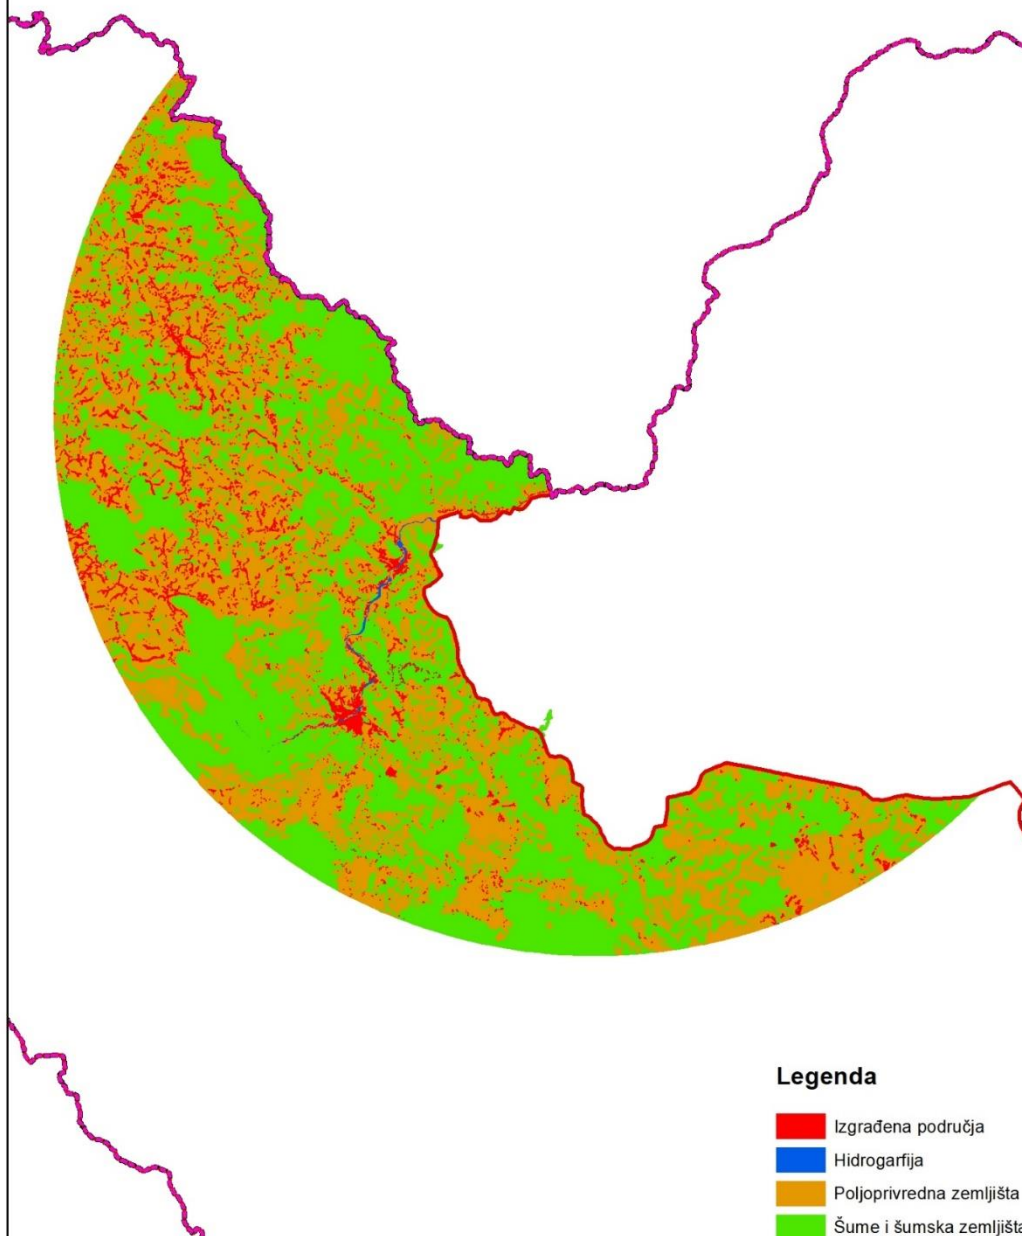 Legenda
Izgrađena područja
Hidrogarfija
Poljoprivredna zemljišta
Šume i šumska zemljišta